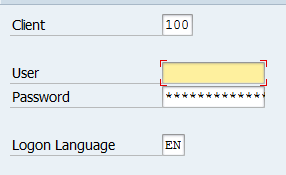 Client 100
User
Password *************
Logon Language EN